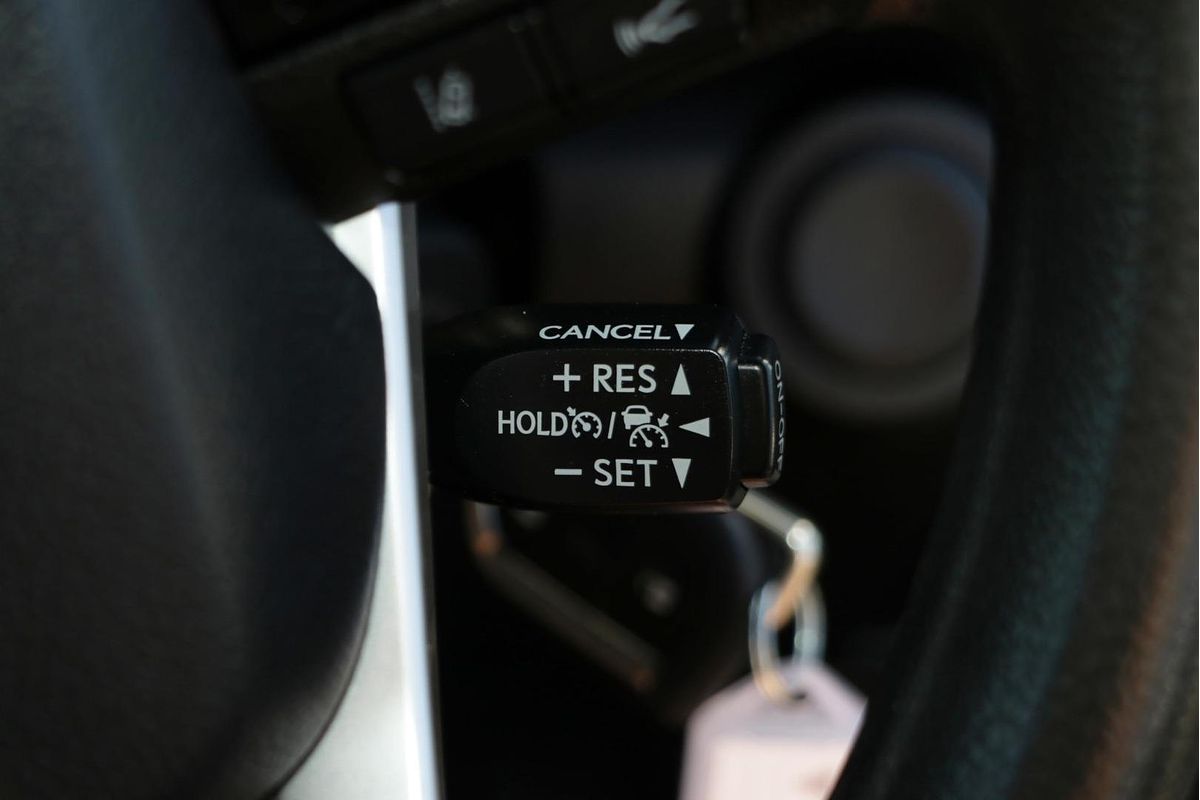 CANCEL▼
+ RES ▲
HOLD / ◀
− SET ▼
ON-OFF